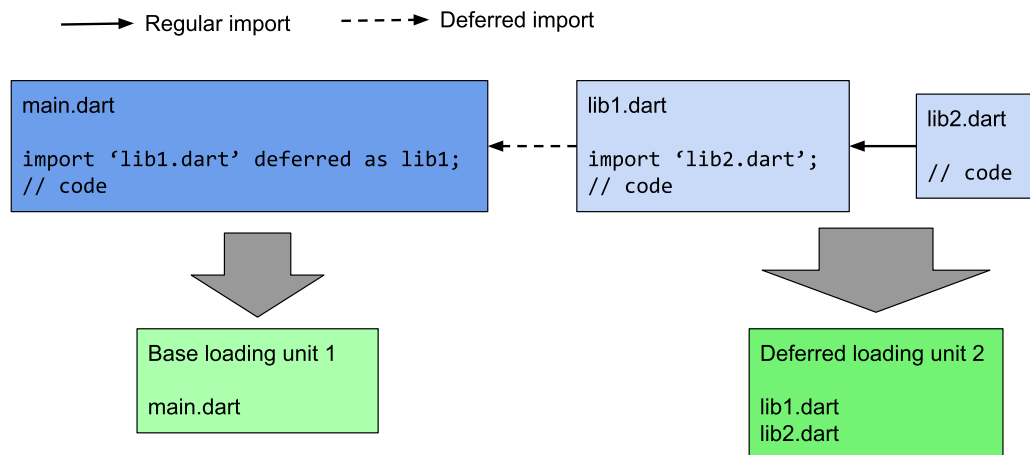 Regular import
Deferred import
main.dart
import ‘lib1.dart’ deferred as lib1;
// code
lib1.dart
import ‘lib2.dart’;
// code
lib2.dart
// code
Base loading unit 1
main.dart
Deferred loading unit 2
lib1.dart
lib2.dart